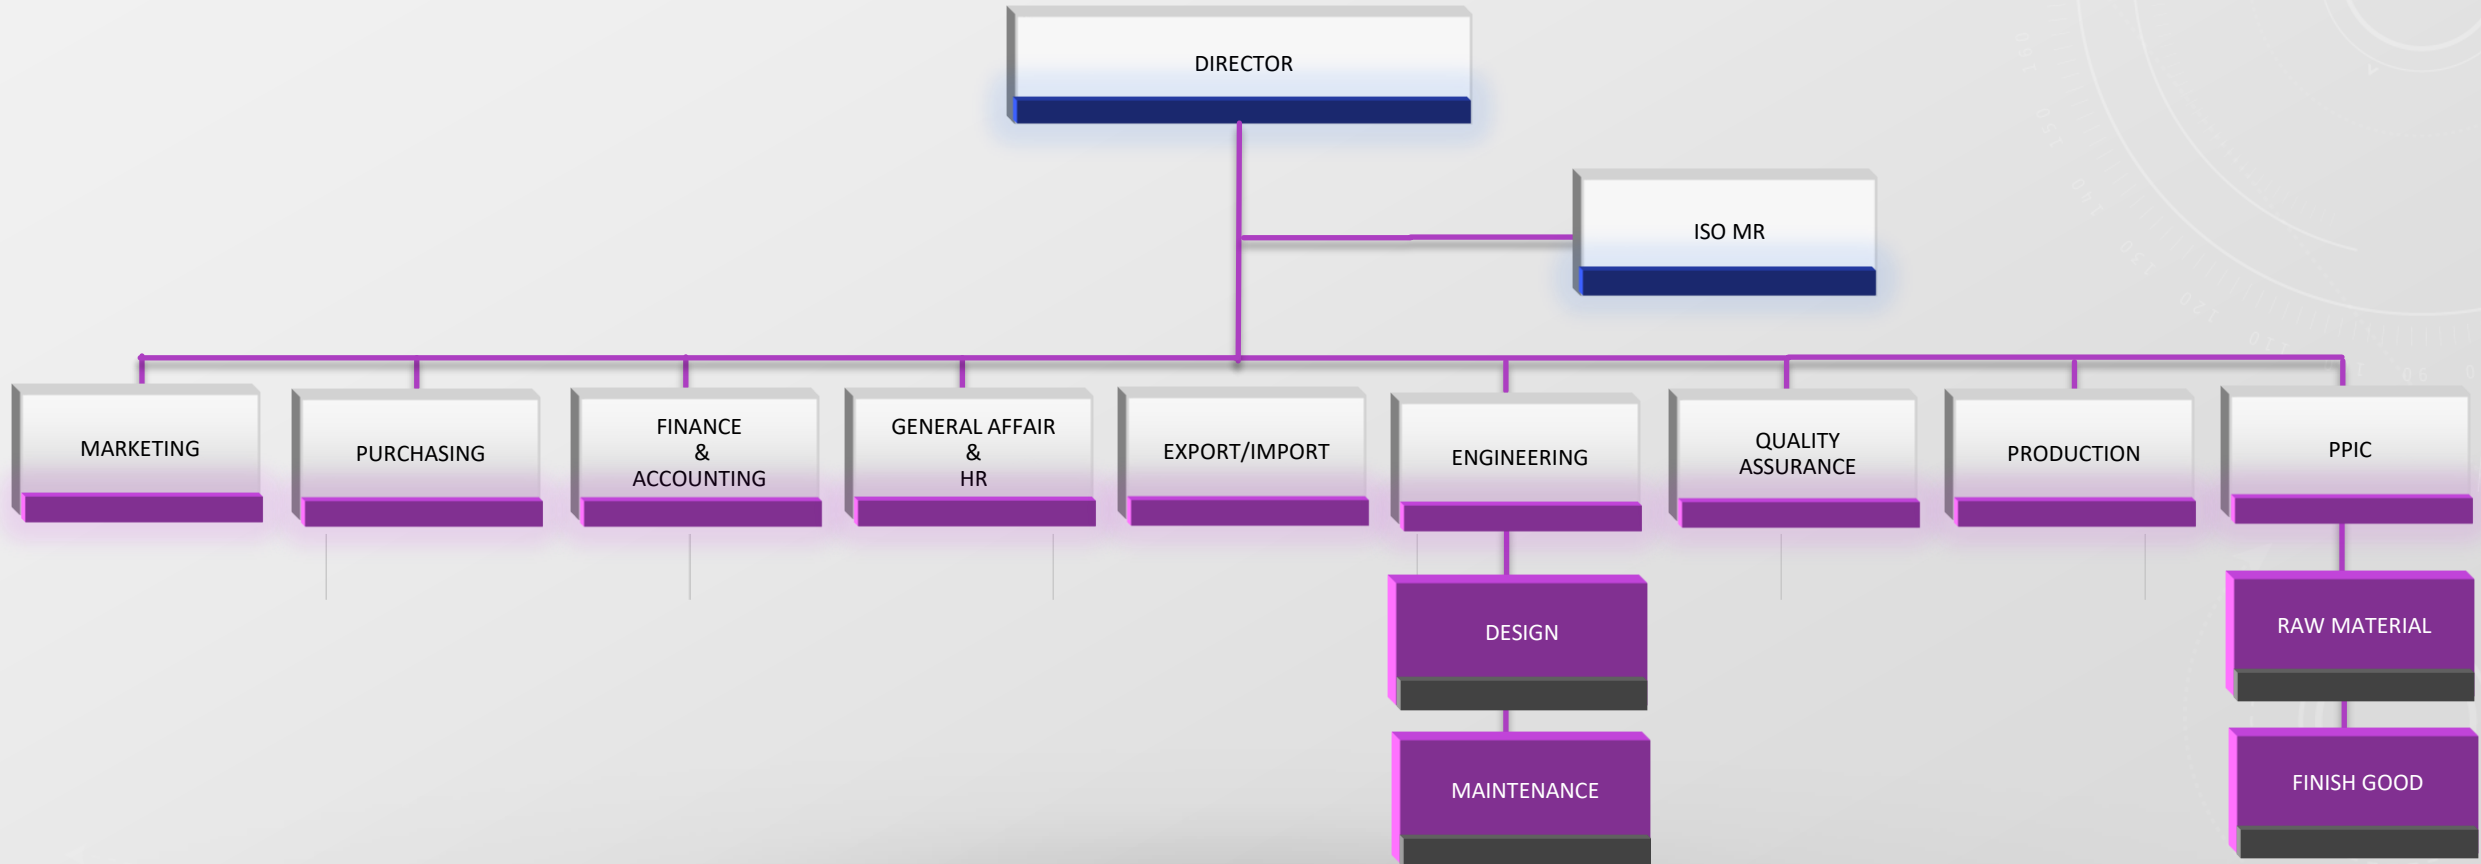 DIRECTOR
ISO MR
MARKETING
PURCHASING
FINANCE
&
ACCOUNTING
GENERAL AFFAIR
&
HR
EXPORT/IMPORT
ENGINEERING
QUALITY
ASSURANCE
PRODUCTION
PPIC
DESIGN
RAW MATERIAL
MAINTENANCE
FINISH GOOD